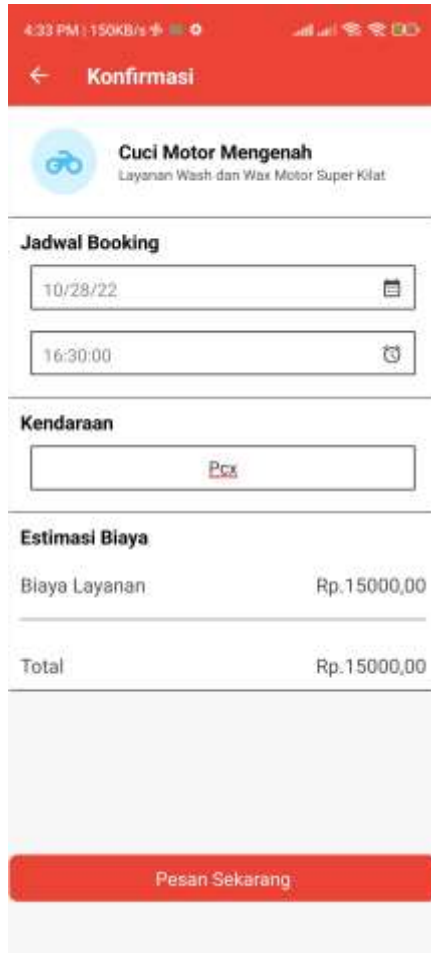 4:33 PM | 150KB/s
Konfirmasi
Cuci Motor Mengenah
Layanan Wash dan Wax Motor Super Kilat
Jadwal Booking
10/28/22
16:30:00
Kendaraan
Pcx
Estimasi Biaya
Biaya Layanan Rp.15000,00
Total Rp.15000,00
Pesan Sekarang